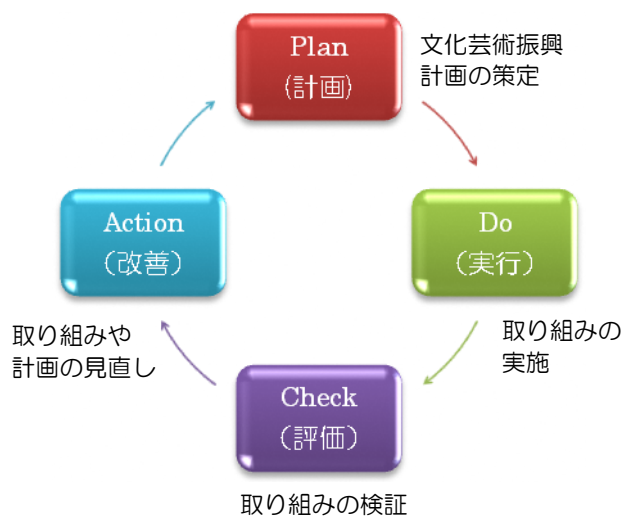 Plan
(計画)
文化芸術振興
計画の策定
Do
(実行)
取り組みの
実施
Check
(評価)
取り組みの検証
Action
(改善)
取り組みや
計画の見直し